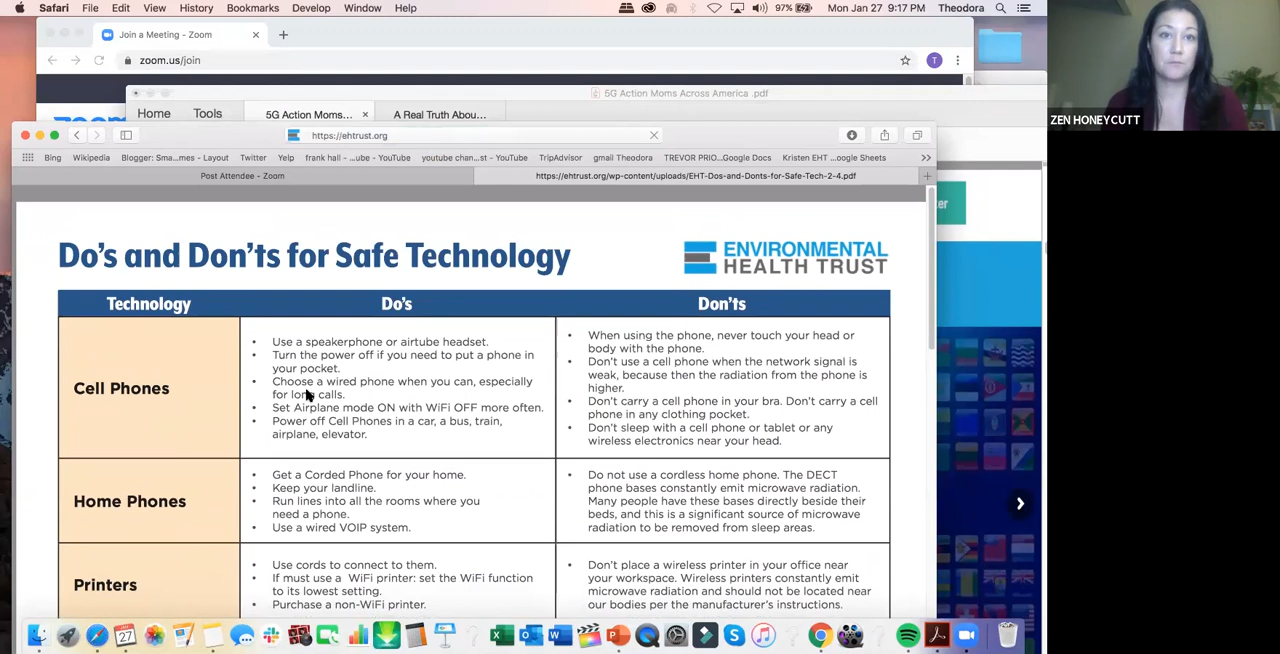 Safari File Edit View History Bookmarks Develop Window Help 97% Mon Jan 27 9:17 PM Theodora
Join a Meeting - Zoom
zoom.us/join
T
5G Action Moms Across America .pdf
Home Tools 5G Action Moms... A Real Truth Abou...
https://ehtrust.org
Bing Wikipedia Blogger: Sma...mes - Layout Twitter Yelp frank hall - ...ube - YouTube youtube chan...st - YouTube TripAdvisor gmail Theodora TREVOR PRIO...Google Docs Kristen EHT ...oogle Sheets
Post Attendee - Zoom https://ehtrust.org/wp-content/uploads/EHT-Dos-and-Donts-for-Safe-Tech-2-4.pdf
ZEN HONEYCUTT
Do's and Don'ts for Safe Technology
ENVIRONMENTAL
HEALTH TRUST
Technology Do's Don'ts
Cell Phones
• Use a speakerphone or airtube headset.
• Turn the power off if you need to put a phone in
your pocket.
• Choose a wired phone when you can, especially
for long calls.
• Set Airplane mode ON with WiFi OFF more often.
• Power off Cell Phones in a car, a bus, train,
airplane, elevator.
• When using the phone, never touch your head or
body with the phone.
• Don't use a cell phone when the network signal is
weak, because then the radiation from the phone is
higher.
• Don't carry a cell phone in your bra. Don't carry a cell
phone in any clothing pocket.
• Don't sleep with a cell phone or tablet or any
wireless electronics near your head.
Home Phones
• Get a Corded Phone for your home.
• Keep your landline.
• Run lines into all the rooms where you
need a phone.
• Use a wired VOIP system.
• Do not use a cordless home phone. The DECT
phone bases constantly emit microwave radiation.
Many people have these bases directly beside their
beds, and this is a significant source of microwave
radiation to be removed from sleep areas.
Printers
• Use cords to connect to them.
• If must use a WiFi printer: set the WiFi function
to its lowest setting.
• Purchase a non-WiFi printer.
• Don't place a wireless printer in your office near
your workspace. Wireless printers constantly emit
microwave radiation and should not be located near
our bodies per the manufacturer's instructions.
27